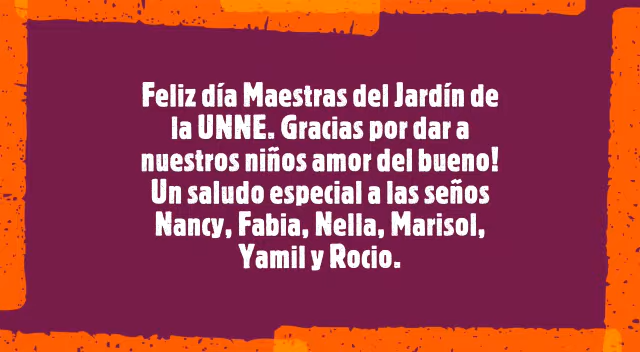 Feliz día Maestras del Jardín de
la UNNE. Gracias por dar a
nuestros niños amor del bueno!
Un saludo especial a las seños
Nancy, Fabia, Nella, Marisol,
Yamil y Rocio.